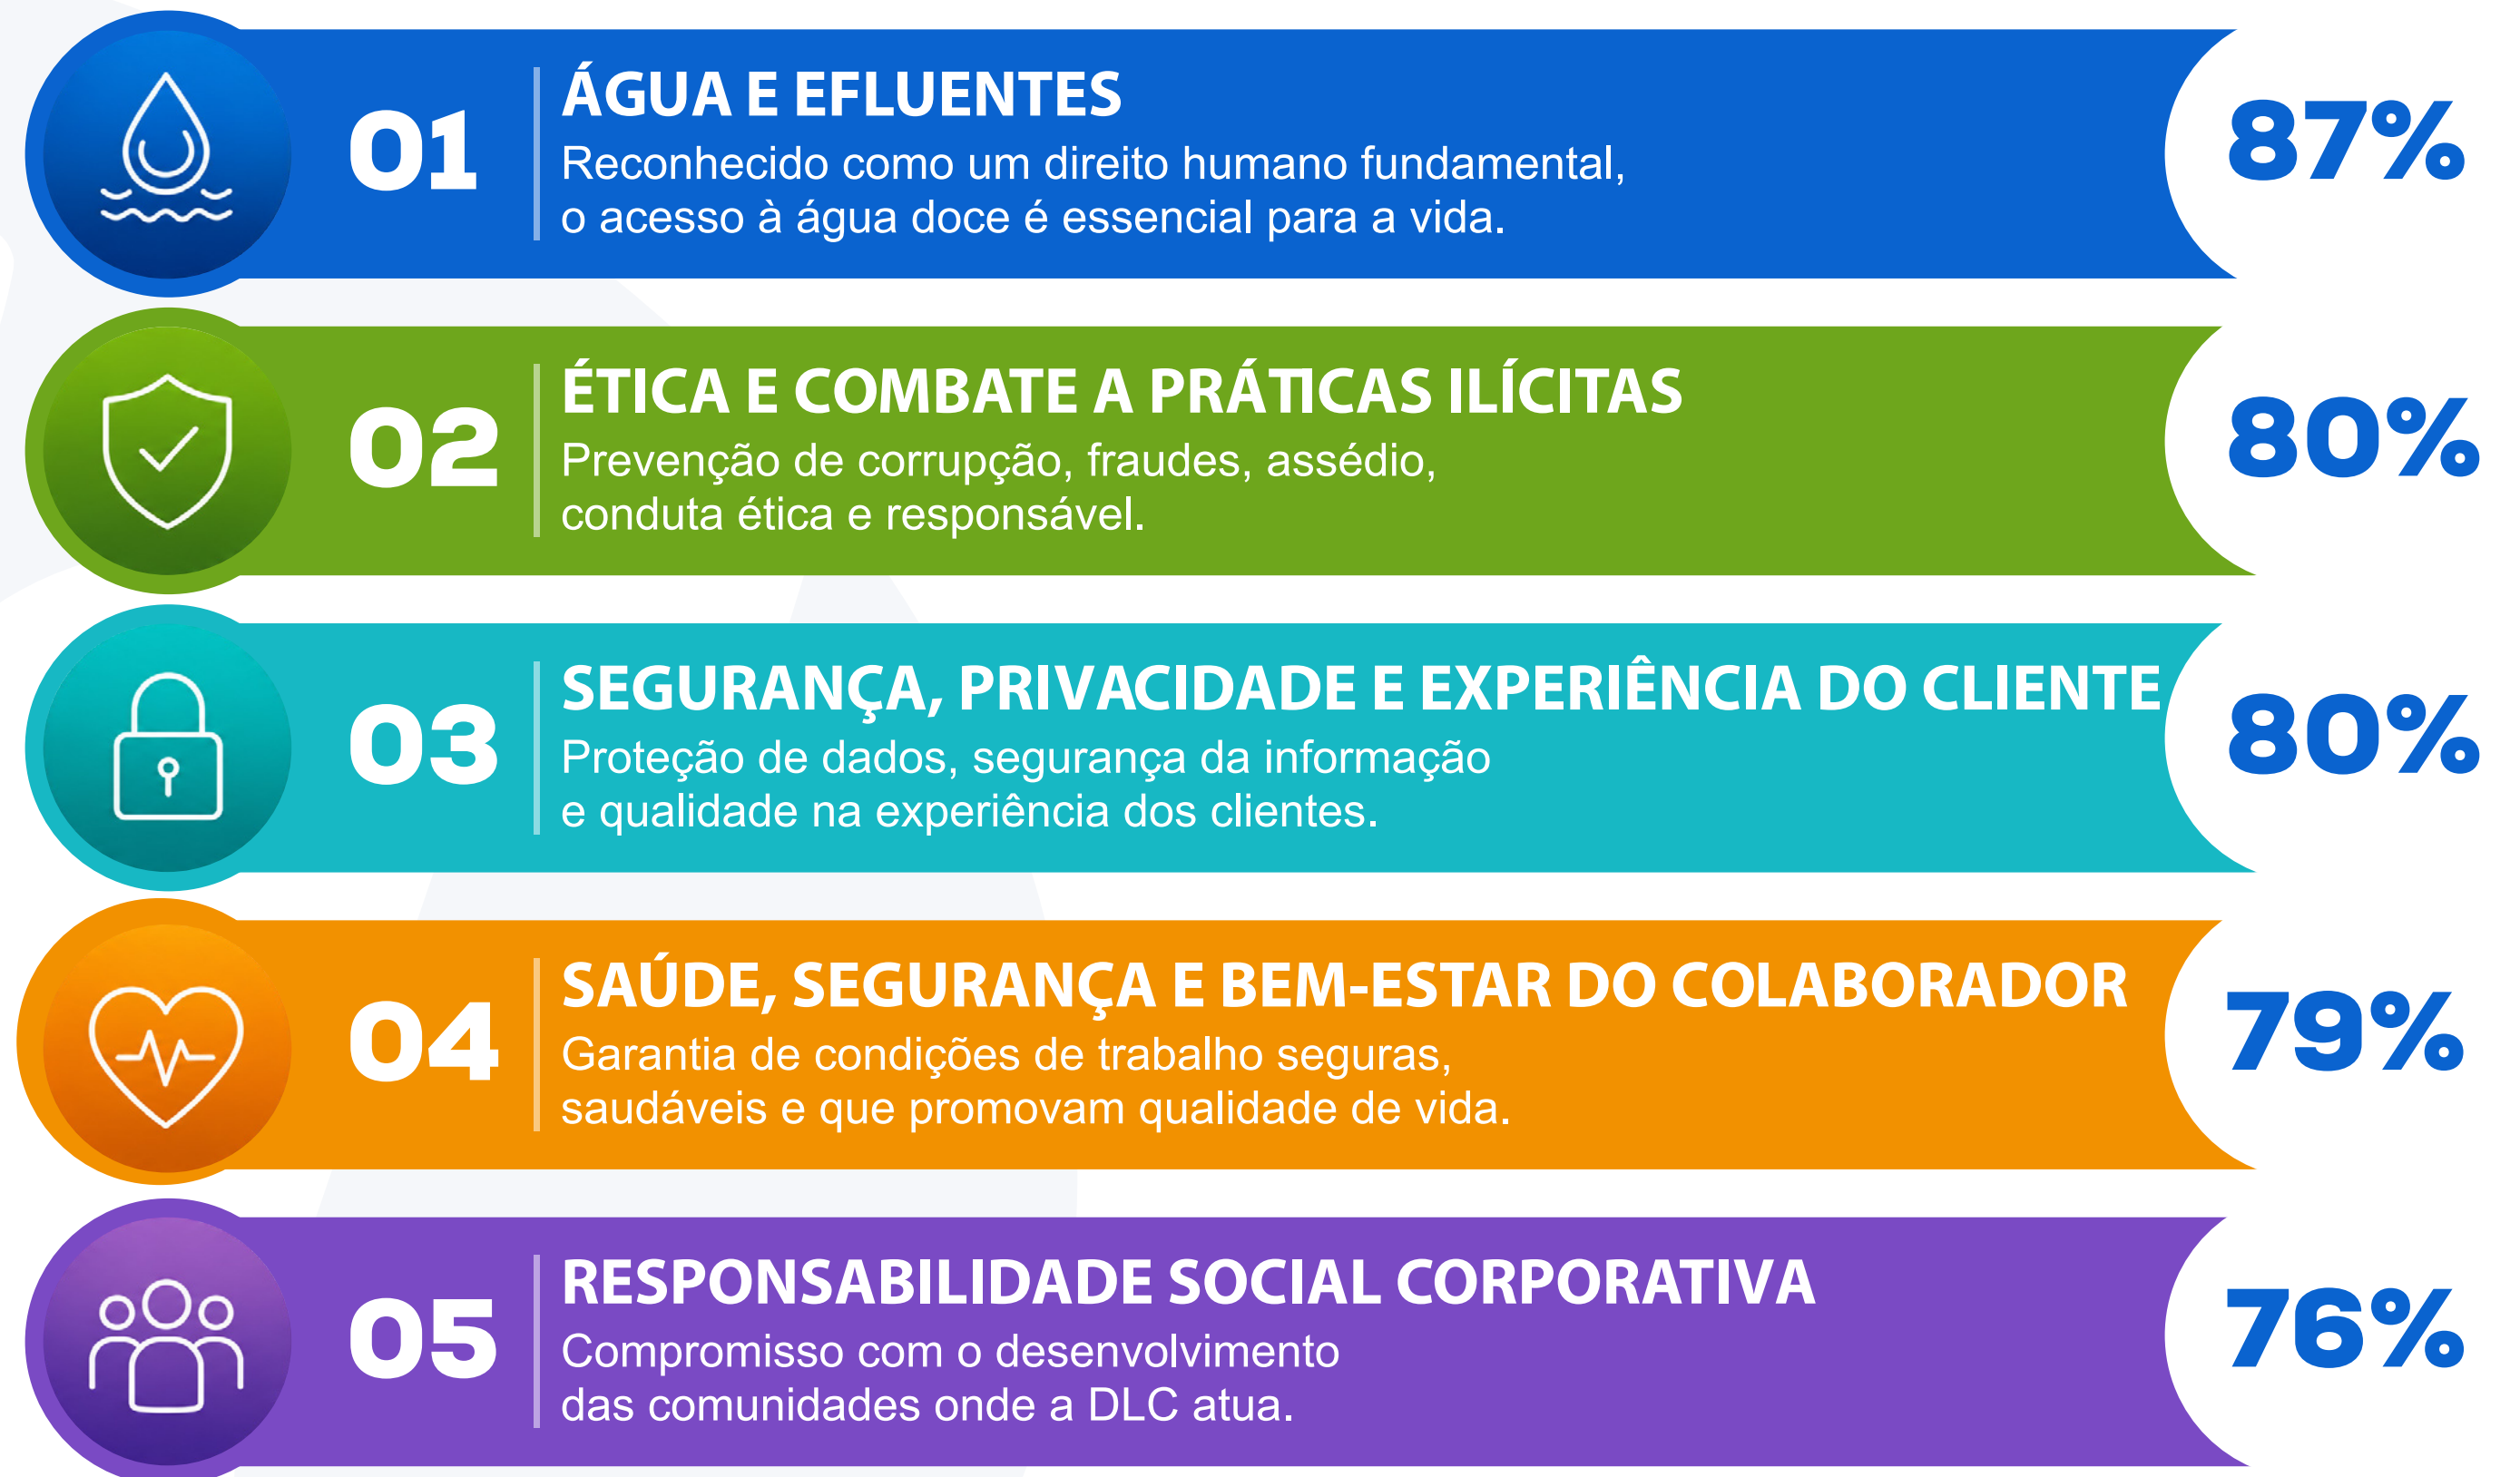 01
ÁGUA E EFLUENTES
Reconhecido como um direito humano fundamental,
o acesso à água doce é essencial para a vida.
87%
02
ÉTICA E COMBATE A PRÁTICAS ILÍCITAS
Prevenção de corrupção, fraudes, assédio,
conduta ética e responsável.
80%
03
SEGURANÇA, PRIVACIDADE E EXPERIÊNCIA DO CLIENTE
Proteção de dados, segurança da informação
e qualidade na experiência dos clientes.
80%
04
SAÚDE, SEGURANÇA E BEM-ESTAR DO COLABORADOR
Garantia de condições de trabalho seguras,
saudáveis e que promovam qualidade de vida.
79%
05
RESPONSABILIDADE SOCIAL CORPORATIVA
Compromisso com o desenvolvimento
das comunidades onde a DLC atua.
76%